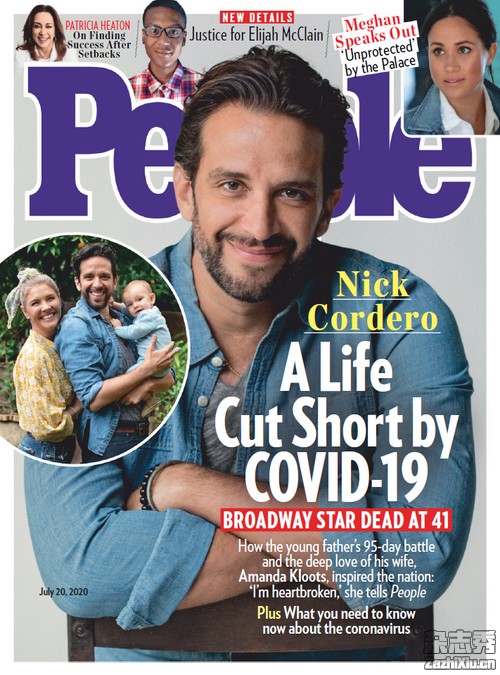 PATRICIA HEATON
On Finding
Success After
Setbacks
NEW DETAILS
Justice for Elijah McClain
Meghan
Speaks Out
'Unprotected'
by the Palace
People
Nick
Cordero
A Life
Cut Short by
COVID-19
BROADWAY STAR DEAD AT 41
How the young father's 95-day battle
and the deep love of his wife,
Amanda Kloots, inspired the nation:
'I'm heartbroken,' she tells People
Plus What you need to know
now about the coronavirus
July 20, 2020
杂志秀
ZazhiXiu.cn